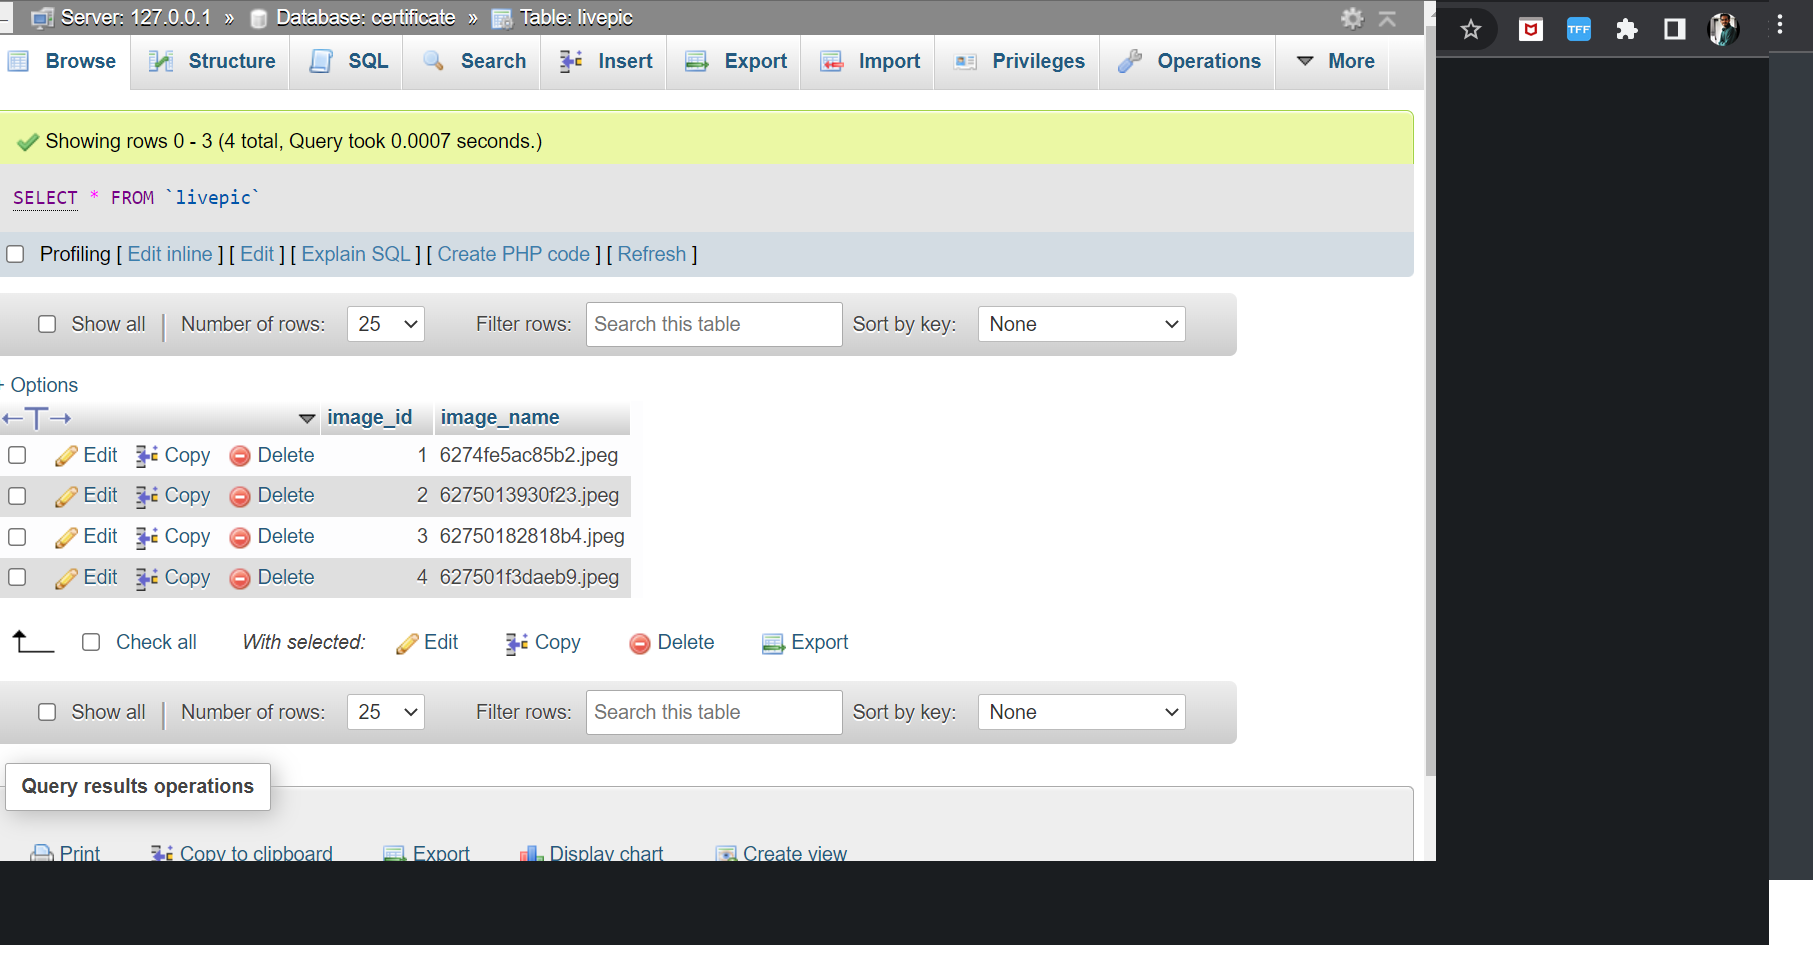 Server: 127.0.0.1 » Database: certificate » Table: livepic
TFF
Browse Structure SQL Search Insert Export Import Privileges Operations More
Showing rows 0 - 3 (4 total, Query took 0.0007 seconds.)
SELECT * FROM `livepic`
Profiling [ Edit inline ] [ Edit ] [ Explain SQL ] [ Create PHP code ] [ Refresh ]
Show all | Number of rows: 25 Filter rows: Search this table Sort by key: None
+ Options
←T→ image_id image_name
Edit Copy Delete 1 6274fe5ac85b2.jpeg
Edit Copy Delete 2 6275013930f23.jpeg
Edit Copy Delete 3 62750182818b4.jpeg
Edit Copy Delete 4 627501f3daeb9.jpeg
Check all With selected: Edit Copy Delete Export
Show all | Number of rows: 25 Filter rows: Search this table Sort by key: None
Query results operations
Print Copy to clipboard Export Display chart Create view